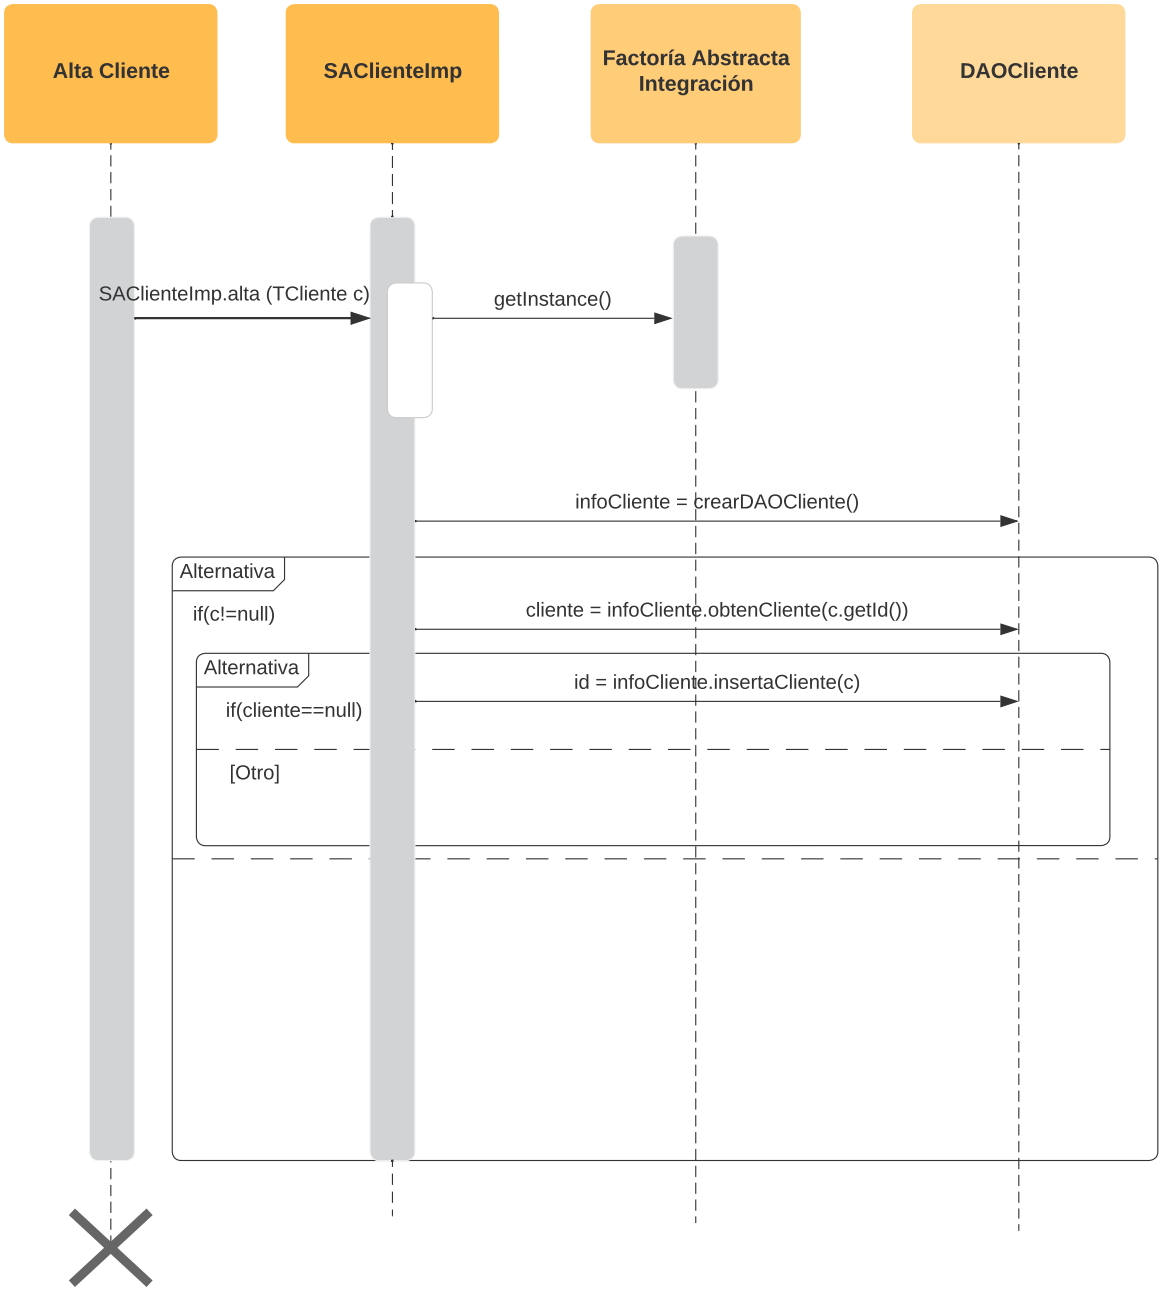 Alta Cliente
SAClienteImp
Factoría Abstracta
Integración
DAOCliente
SAClienteImp.alta (TCliente c)
getInstance()
infoCliente = crearDAOCliente()
Alternativa
if(c!=null)
cliente = infoCliente.obtenCliente(c.getId())
Alternativa
id = infoCliente.insertaCliente(c)
if(cliente==null)
[Otro]